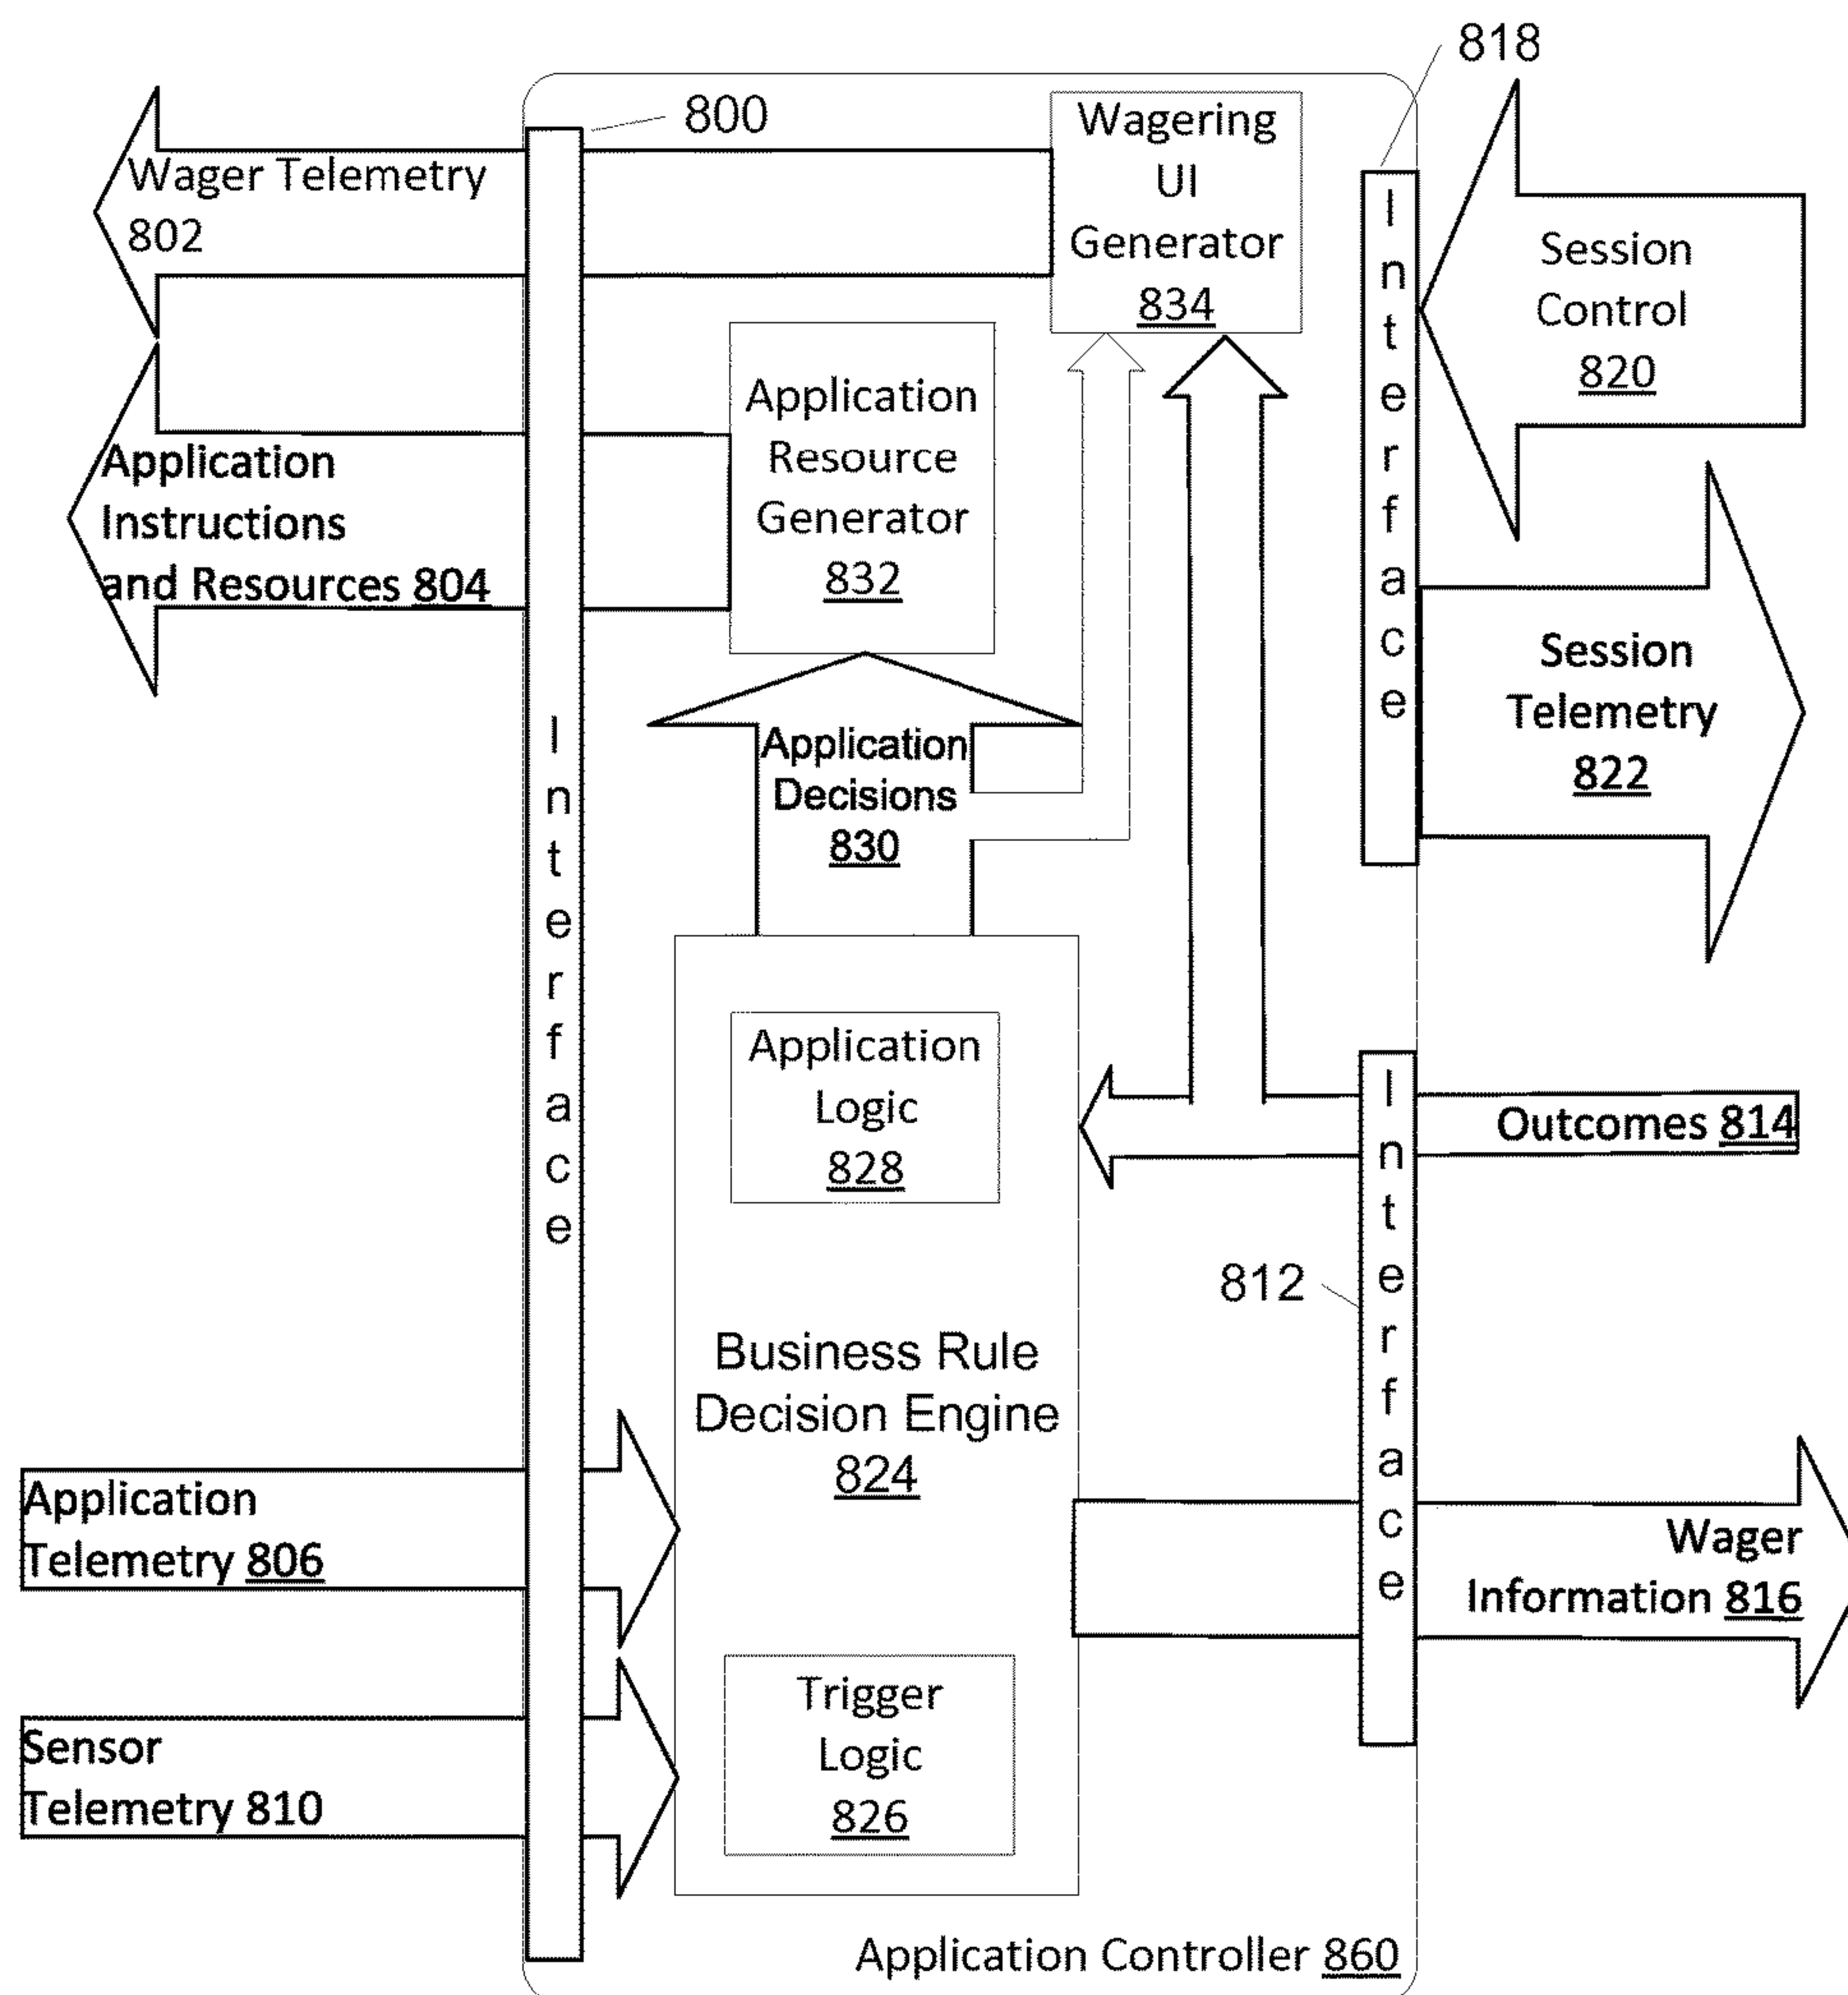 818
800
Wagering
UI
Generator
834
Wager Telemetry
802
Interface
Session
Control
820
Application
Resource
Generator
832
Application
Instructions
and Resources 804
Session
Telemetry
822
Interface
Application
Decisions
830
Application
Logic
828
Interface
Outcomes 814
812
Business Rule
Decision Engine
824
Application
Telemetry 806
Wager
Information 816
Trigger
Logic
826
Sensor
Telemetry 810
Application Controller 860